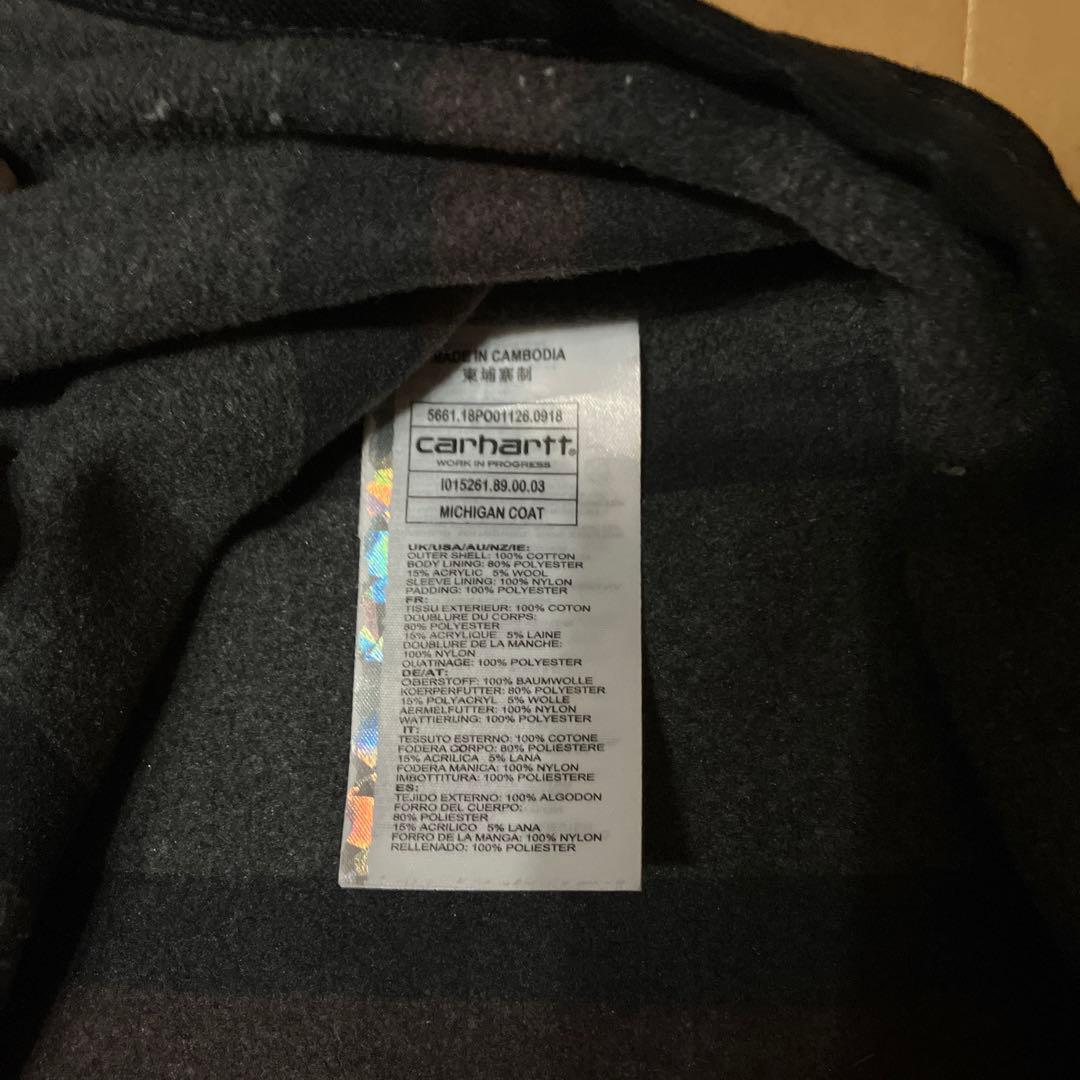 MADE IN CAMBODIA
柬埔寨制
5661.18PO01126.0918
carhartt®
WORK IN PROGRESS
I015261.89.00.03
MICHIGAN COAT
UK/USA/AU/NZ/IE:
OUTER SHELL: 100% COTTON
BODY LINING: 80% POLYESTER
15% ACRYLIC 5% WOOL
SLEEVE LINING: 100% NYLON
PADDING: 100% POLYESTER
FR:
TISSU EXTERIEUR: 100% COTON
DOUBLURE DU CORPS:
80% POLYESTER
15% ACRYLIQUE 5% LAINE
DOUBLURE DE LA MANCHE:
100% NYLON
OUATINAGE: 100% POLYESTER
DE/AT:
OBERSTOFF: 100% BAUMWOLLE
KOERPERFUTTER: 80% POLYESTER
15% POLYACRYL 5% WOLLE
AERMELFUTTER: 100% NYLON
WATTIERUNG: 100% POLYESTER
IT:
TESSUTO ESTERNO: 100% COTONE
FODERA CORPO: 80% POLIESTERE
15% ACRILICA 5% LANA
FODERA MANICA: 100% NYLON
IMBOTTITURA: 100% POLIESTERE
ES:
TEJIDO EXTERNO: 100% ALGODON
FORRO DEL CUERPO:
80% POLIESTER
15% ACRILICO 5% LANA
FORRO DE LA MANGA: 100% NYLON
RELLENADO: 100% POLIESTER